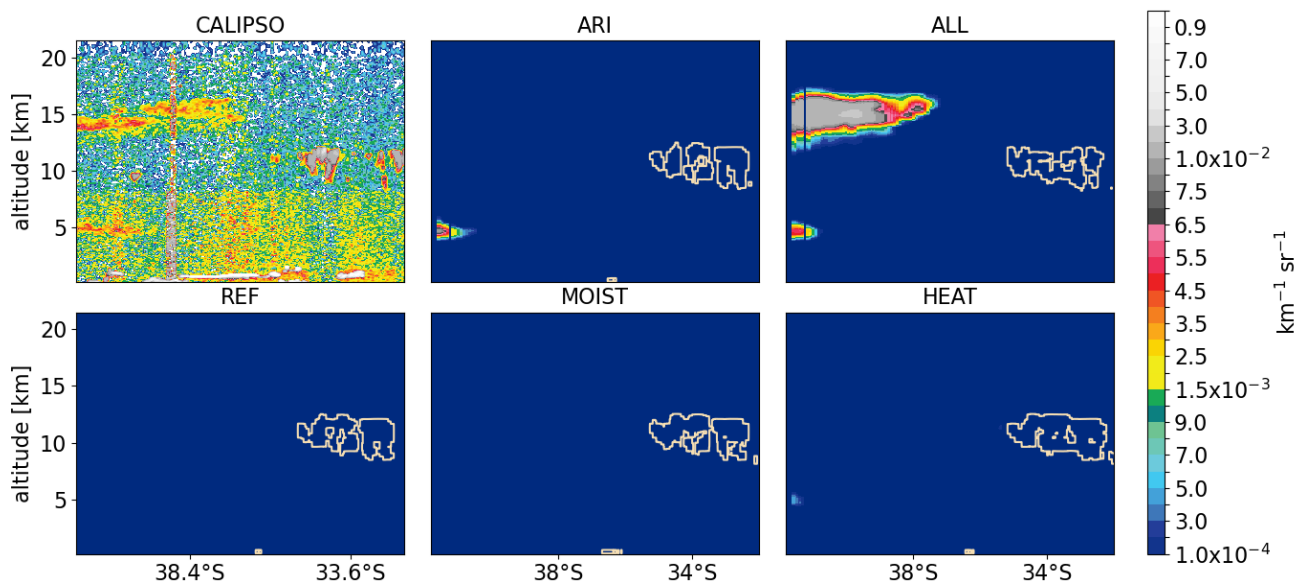 CALIPSO ARI ALL
20
15
10
5
altitude [km]
REF MOIST HEAT
20
15
10
5
altitude [km]
38.4°S 33.6°S 38°S 34°S 38°S 34°S
0.9
7.0
5.0
3.0
1.0x10⁻²
7.5
6.5
5.5
4.5
3.5
2.5
1.5x10⁻³
9.0
7.0
5.0
3.0
1.0x10⁻⁴
km⁻¹ sr⁻¹